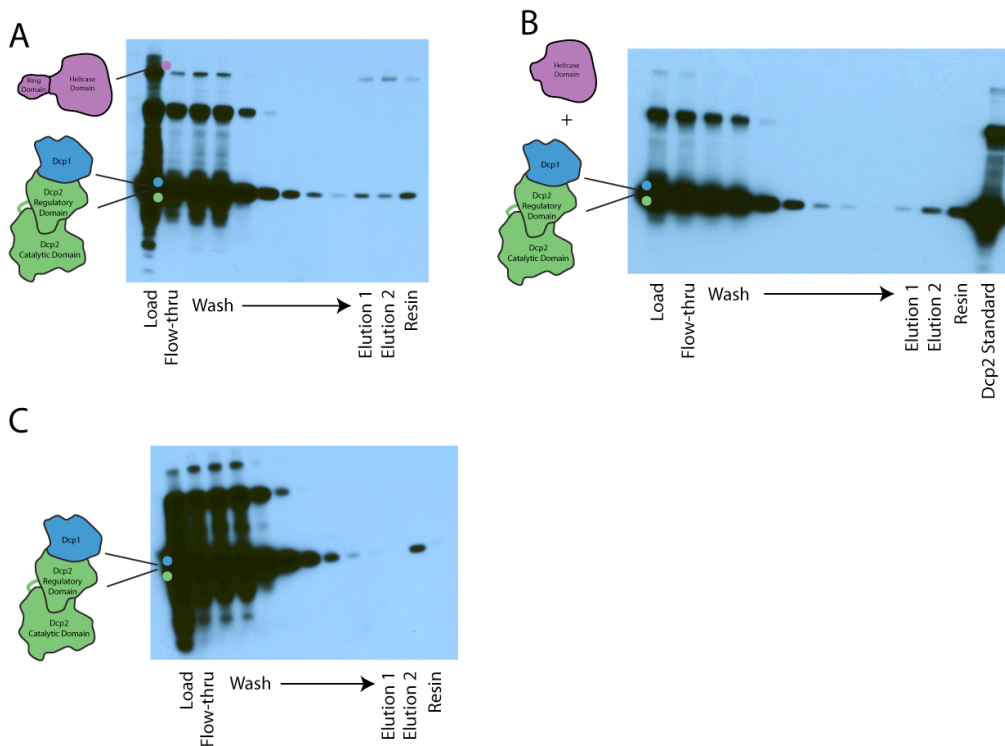 A
Ring
Domain
Helicase
Domain
Dcp1
Dcp2
Regulatory
Domain
Dcp2
Catalytic Domain
Load
Flow-thru
Wash
Elution 1
Elution 2
Resin
B
Helicase
Domain
+
Dcp1
Dcp2
Regulatory
Domain
Dcp2
Catalytic Domain
Load
Flow-thru
Wash
Elution 1
Elution 2
Resin
Dcp2 Standard
C
Dcp1
Dcp2
Regulatory
Domain
Dcp2
Catalytic Domain
Load
Flow-thru
Wash
Elution 1
Elution 2
Resin